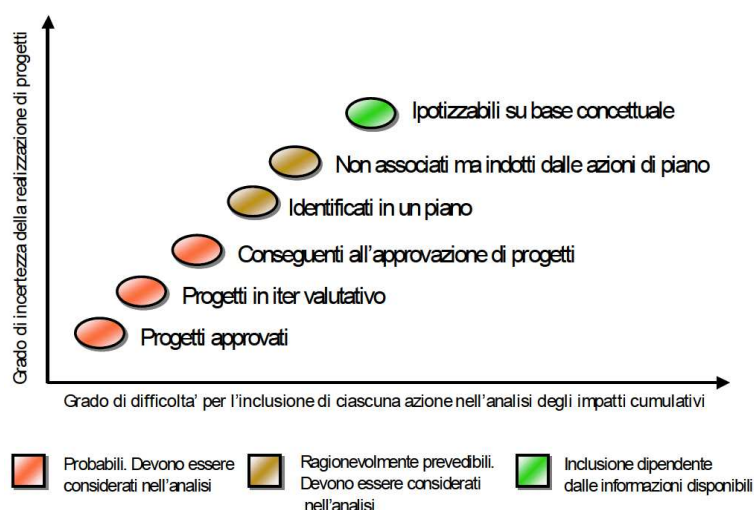 Grado di incertezza della realizzazione di progetti
Ipotizzabili su base concettuale
Non associati ma indotti dalle azioni di piano
Identificati in un piano
Conseguenti all'approvazione di progetti
Progetti in iter valutativo
Progetti approvati
Grado di difficolta' per l'inclusione di ciascuna azione nell'analisi degli impatti cumulativi
Probabili. Devono essere
considerati nell'analisi
Ragionevolmente prevedibili.
Devono essere considerati
nell'analisi
Inclusione dipendente
dalle informazioni disponibili